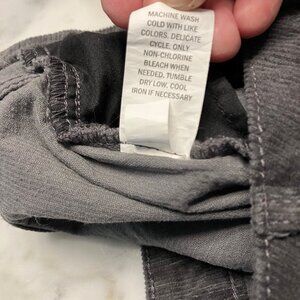 MACHINE WASH
COLD WITH LIKE
COLORS, DELICATE
CYCLE. ONLY
NON-CHLORINE
BLEACH WHEN
NEEDED. TUMBLE
DRY LOW, COOL
IRON IF NECESSARY